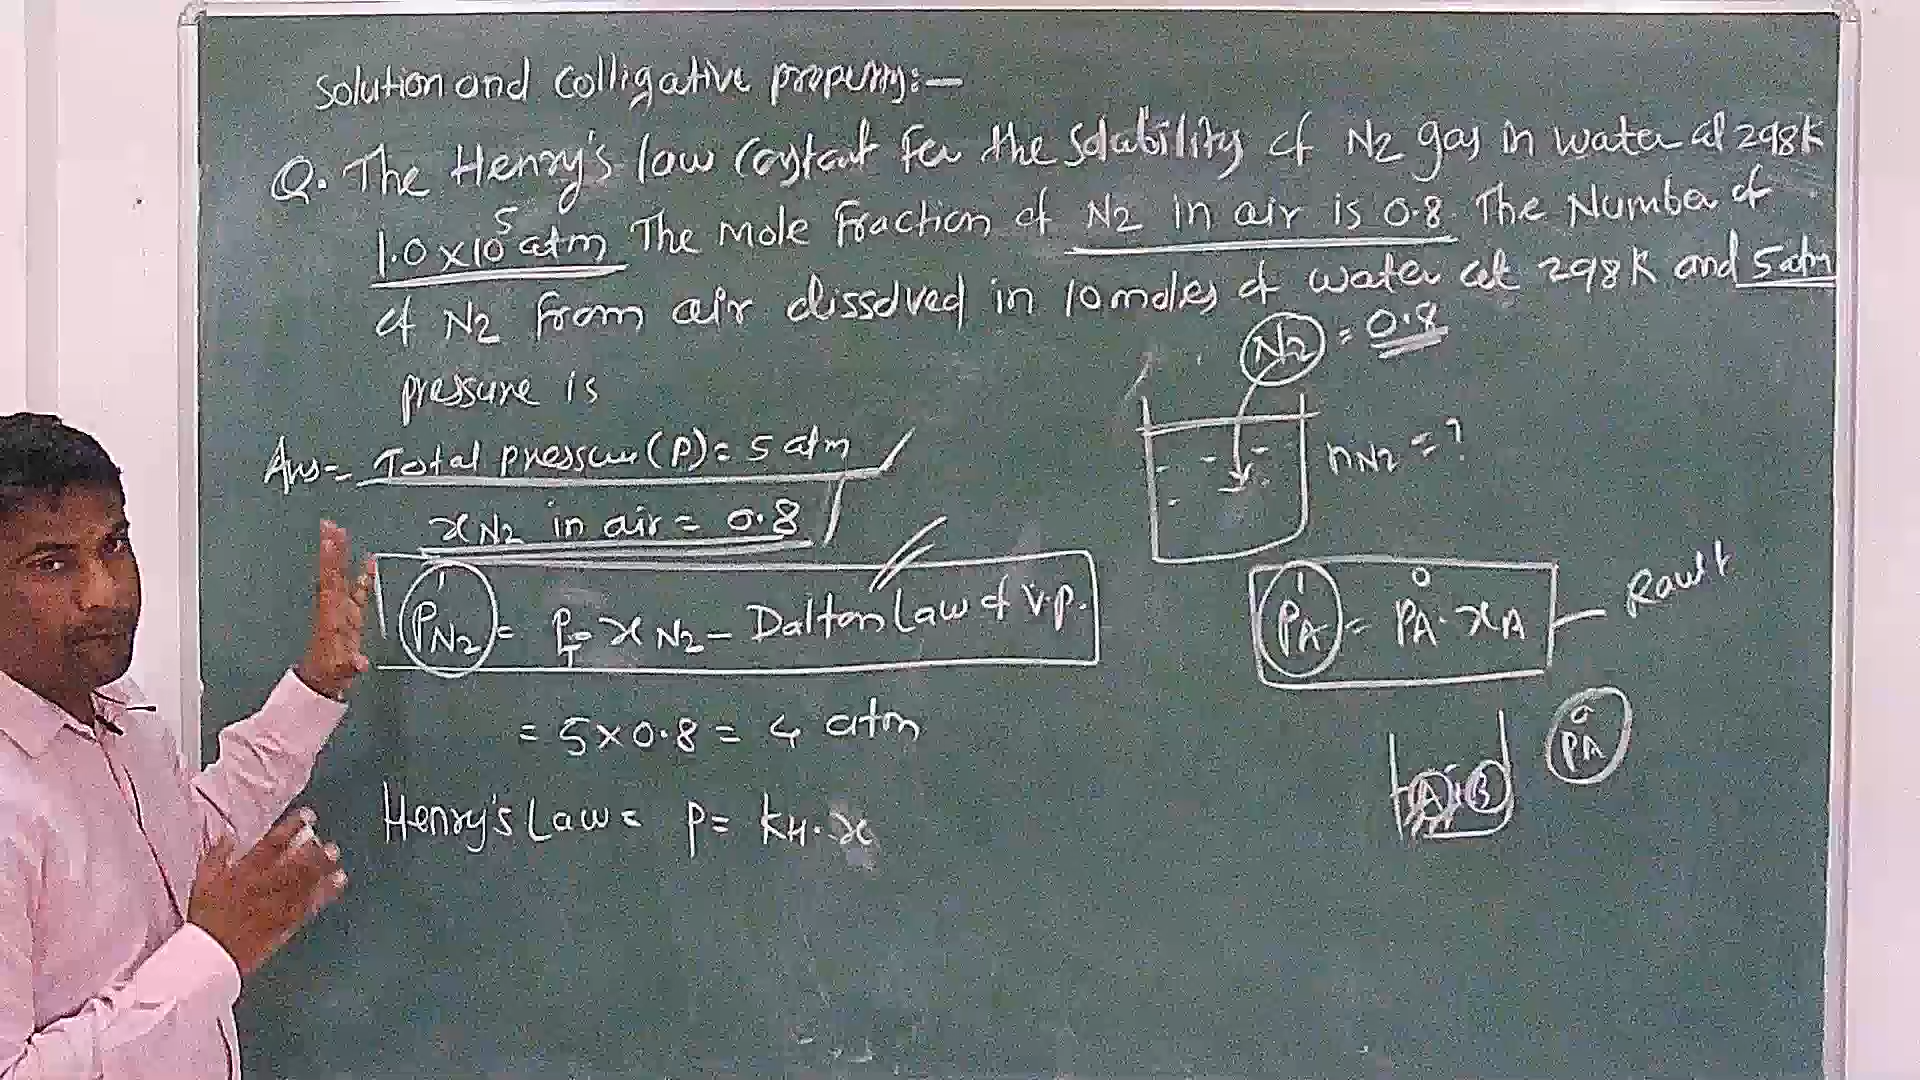 Solution and Colligative property:-
Q. The Henry's law Constant for the solubility of N2 gas in water at 298K
1.0 x 10^5 atm The Mole Fraction of N2 in air is 0.8. The Number of
of N2 from air dissolved in 10 moles of water at 298K and 5 atm
pressure is
N2 = 0.8
nN2 = ?
Ans- Total pressure (P) = 5 atm
xN2 in air = 0.8
P'N2 = PT xN2 - Dalton Law of V.p.
P'A = P°A . xA
Rault
= 5 x 0.8 = 4 atm
P°A
A + B
Henry's Law = P = KH . x